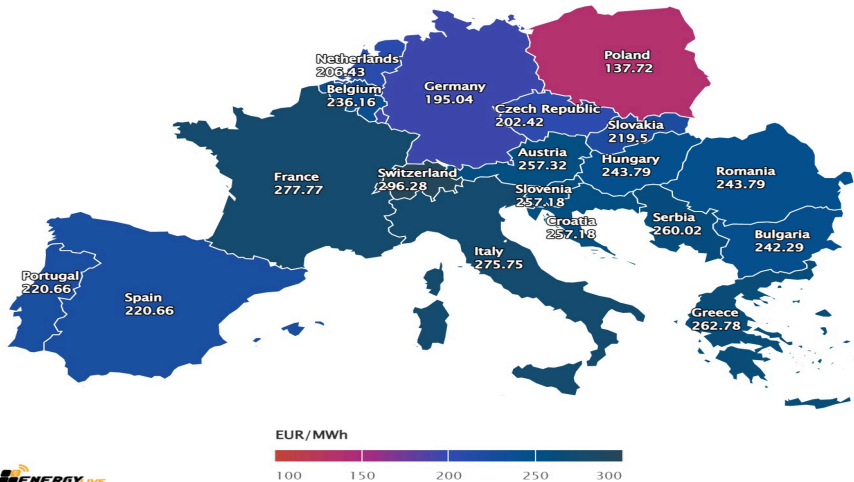 Poland
137.72
Netherlands
206.43
Germany
195.04
Belgium
236.16
Czech Republic
202.42
Slovakia
219.5
Austria
257.32
Hungary
243.79
France
277.77
Switzerland
296.28
Romania
243.79
Slovenia
257.18
Croatia
257.18
Serbia
260.02
Bulgaria
242.29
Italy
275.75
Portugal
220.66
Spain
220.66
Greece
262.78
EUR/MWh
100 150 200 250 300
ENERGY LIVE